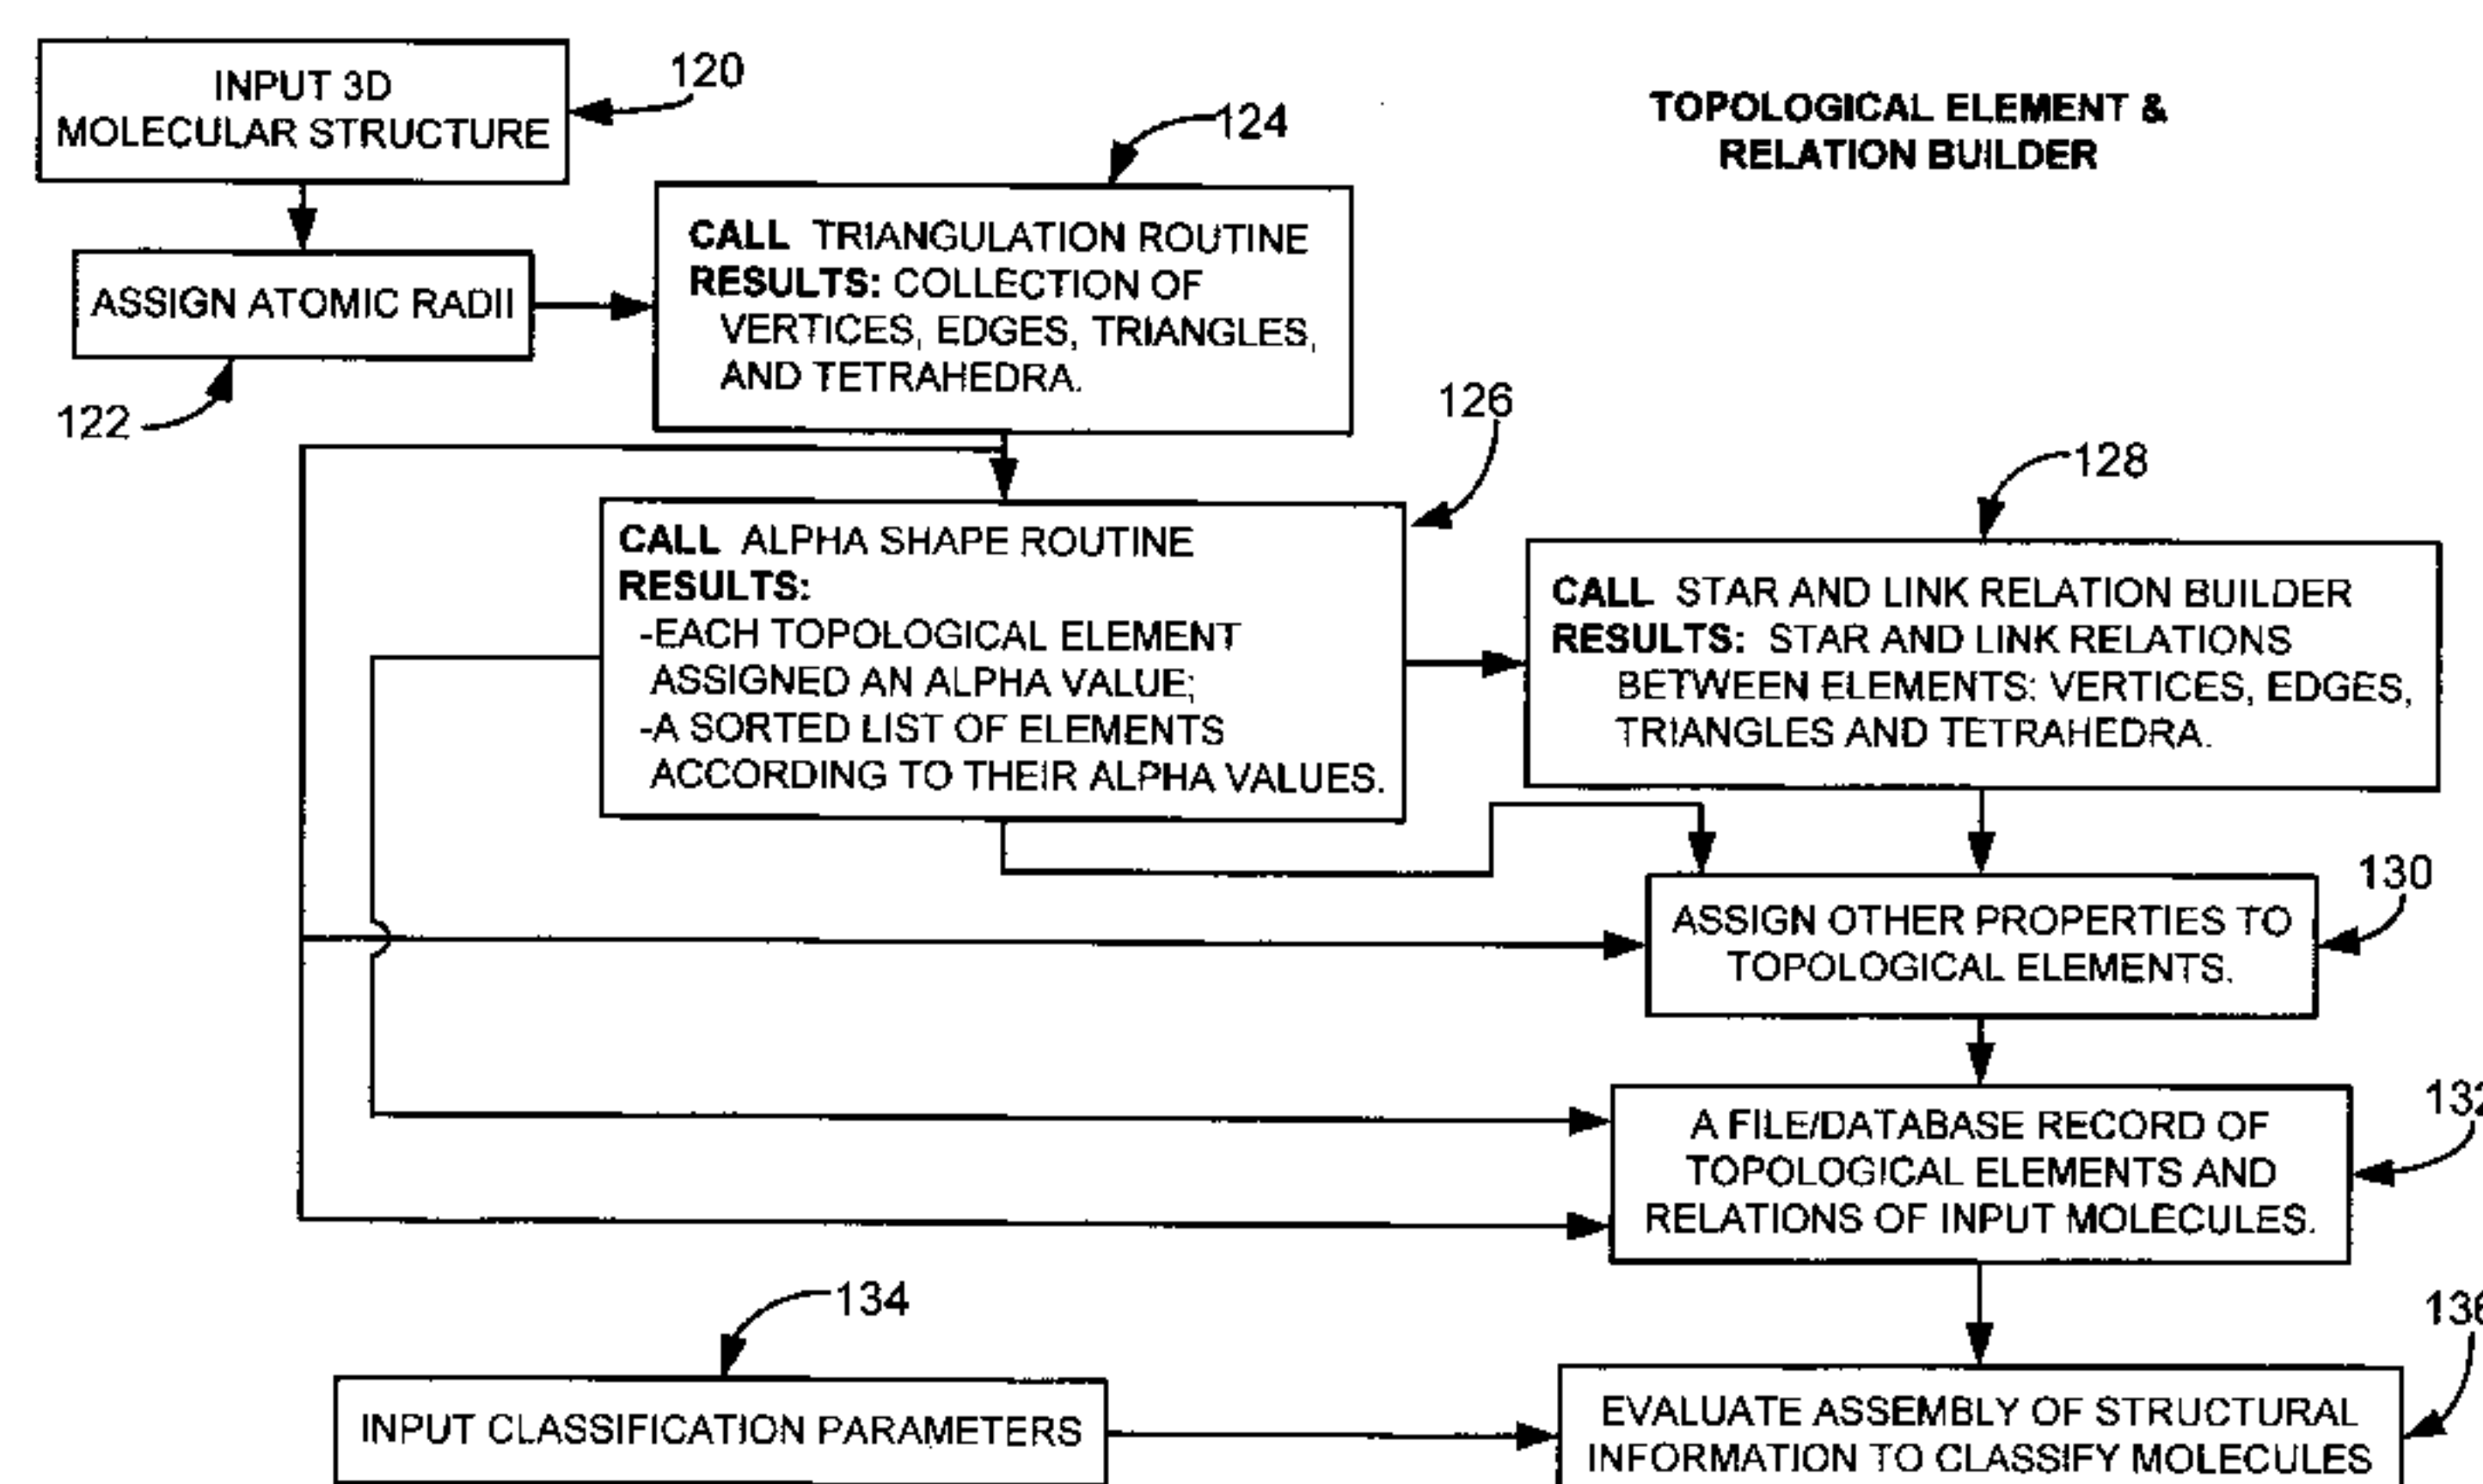 INPUT 3D
MOLECULAR STRUCTURE
120
124
TOPOLOGICAL ELEMENT &
RELATION BUILDER
CALL TRIANGULATION ROUTINE
RESULTS: COLLECTION OF
VERTICES, EDGES, TRIANGLES,
AND TETRAHEDRA.
ASSIGN ATOMIC RADII
122
126
128
CALL ALPHA SHAPE ROUTINE
RESULTS:
-EACH TOPOLOGICAL ELEMENT
ASSIGNED AN ALPHA VALUE;
-A SORTED LIST OF ELEMENTS
ACCORDING TO THEIR ALPHA VALUES.
CALL STAR AND LINK RELATION BUILDER
RESULTS: STAR AND LINK RELATIONS
BETWEEN ELEMENTS: VERTICES, EDGES,
TRIANGLES AND TETRAHEDRA.
130
ASSIGN OTHER PROPERTIES TO
TOPOLOGICAL ELEMENTS.
132
A FILE/DATABASE RECORD OF
TOPOLOGICAL ELEMENTS AND
RELATIONS OF INPUT MOLECULES.
134
136
INPUT CLASSIFICATION PARAMETERS
EVALUATE ASSEMBLY OF STRUCTURAL
INFORMATION TO CLASSIFY MOLECULES